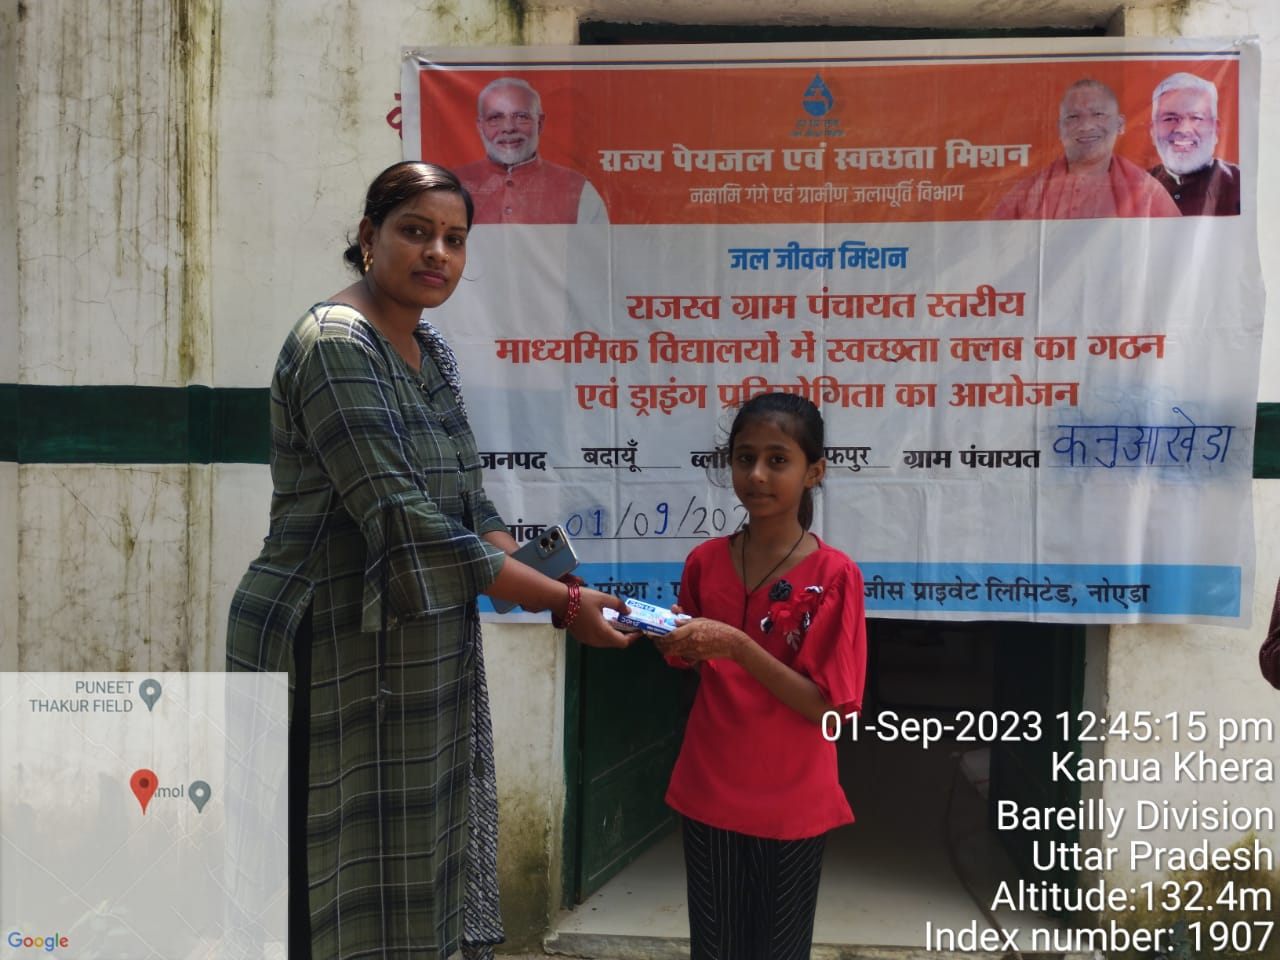 राज्य पेयजल एवं स्वच्छता मिशन
नमामि गंगे एवं ग्रामीण जलापूर्ति विभाग
जल जीवन मिशन
राजस्व ग्राम पंचायत स्तरीय
माध्यमिक विद्यालयों में स्वच्छता क्लब का गठन
एवं ड्राइंग प्रतियोगिता का आयोजन
जनपद बदायूँ ग्राम पंचायत कनुआखेड़ा
01/09/202
संस्था : जीस प्राइवेट लिमिटेड, नोएडा
PUNEET
THAKUR FIELD
Google
01-Sep-2023 12:45:15 pm
Kanua Khera
Bareilly Division
Uttar Pradesh
Altitude:132.4m
Index number: 1907